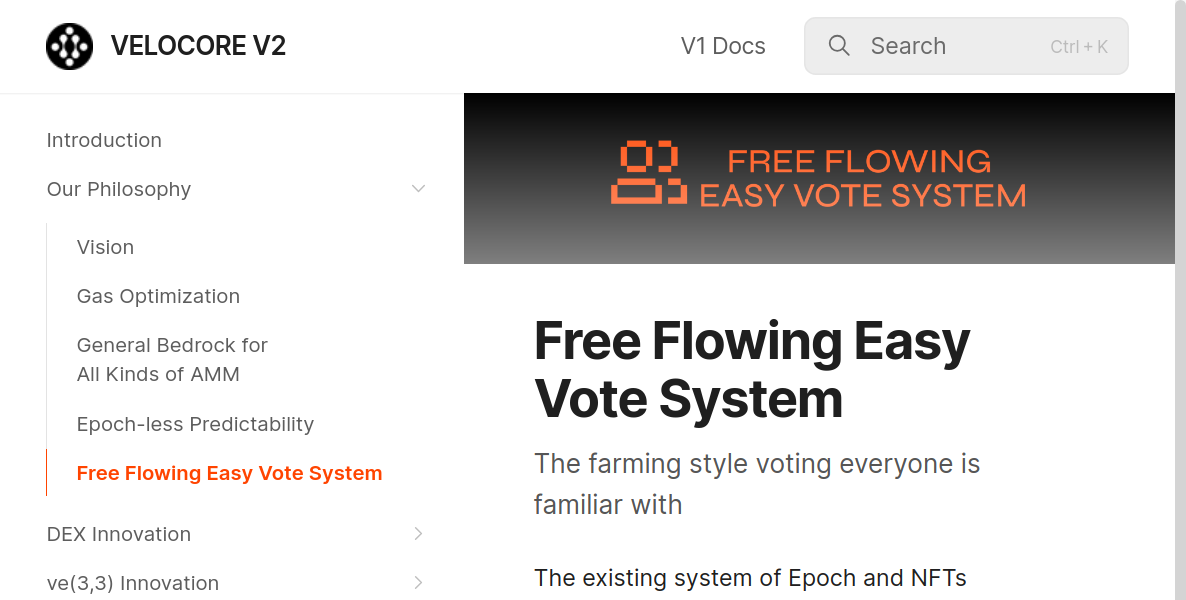 VELOCORE V2
V1 Docs
Search
Ctrl + K
Introduction
Our Philosophy
Vision
Gas Optimization
General Bedrock for
All Kinds of AMM
Epoch-less Predictability
Free Flowing Easy Vote System
DEX Innovation
ve(3,3) Innovation
FREE FLOWING
EASY VOTE SYSTEM
Free Flowing Easy
Vote System
The farming style voting everyone is
familiar with
The existing system of Epoch and NFTs